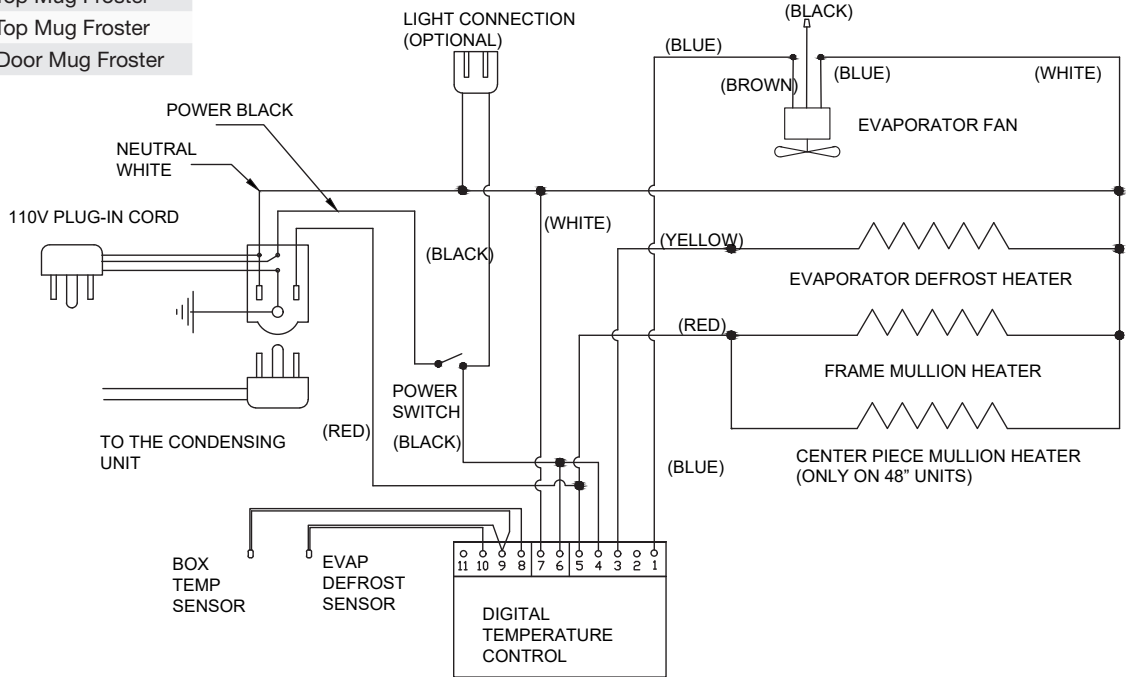 Top Mug Froster
Top Mug Froster
Door Mug Froster
LIGHT CONNECTION
(OPTIONAL)
(BLACK)
(BLUE)
(BROWN)
(BLUE)
(WHITE)
EVAPORATOR FAN
POWER BLACK
NEUTRAL
WHITE
110V PLUG-IN CORD
(BLACK)
(WHITE)
(YELLOW)
EVAPORATOR DEFROST HEATER
(RED)
FRAME MULLION HEATER
POWER
SWITCH
(BLACK)
(RED)
TO THE CONDENSING
UNIT
CENTER PIECE MULLION HEATER
(ONLY ON 48" UNITS)
(BLUE)
BOX
TEMP
SENSOR
EVAP
DEFROST
SENSOR
11 10 9 8 7 6 5 4 3 2 1
DIGITAL
TEMPERATURE
CONTROL